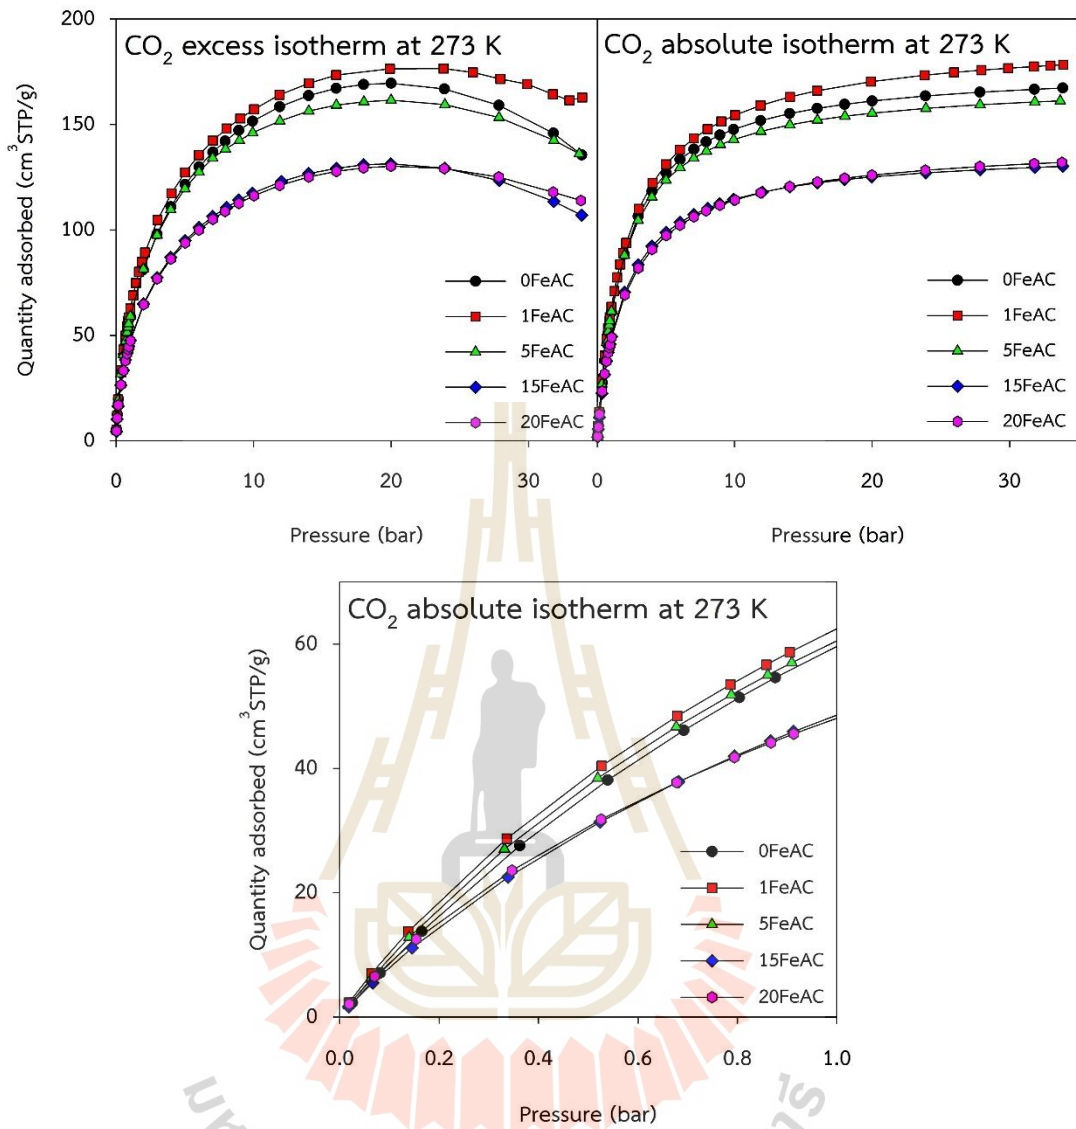 CO₂ excess isotherm at 273 K
CO₂ absolute isotherm at 273 K
Quantity adsorbed (cm³STP/g)
200
150
100
50
0
0FeAC
1FeAC
5FeAC
15FeAC
20FeAC
0FeAC
1FeAC
5FeAC
15FeAC
20FeAC
0 10 20 30
0 10 20 30
Pressure (bar)
Pressure (bar)
CO₂ absolute isotherm at 273 K
Quantity adsorbed (cm³STP/g)
60
40
20
0
0FeAC
1FeAC
5FeAC
15FeAC
20FeAC
0.0 0.2 0.4 0.6 0.8 1.0
Pressure (bar)